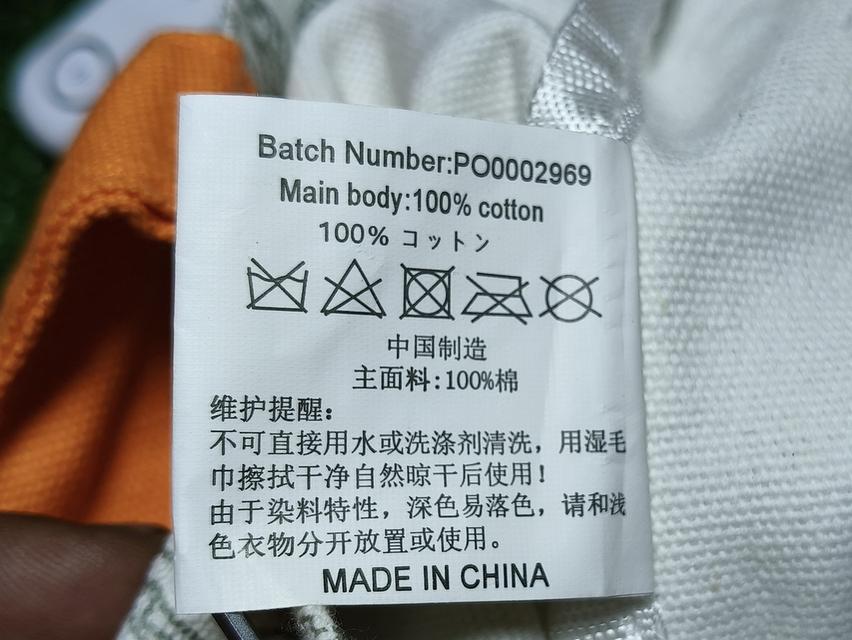 Batch Number:PO0002969
Main body:100% cotton
100% コットン
中国制造
主面料:100%棉
维护提醒:
不可直接用水或洗涤剂清洗，用湿毛
巾擦拭干净自然晾干后使用！
由于染料特性，深色易落色，请和浅
色衣物分开放置或使用。
MADE IN CHINA